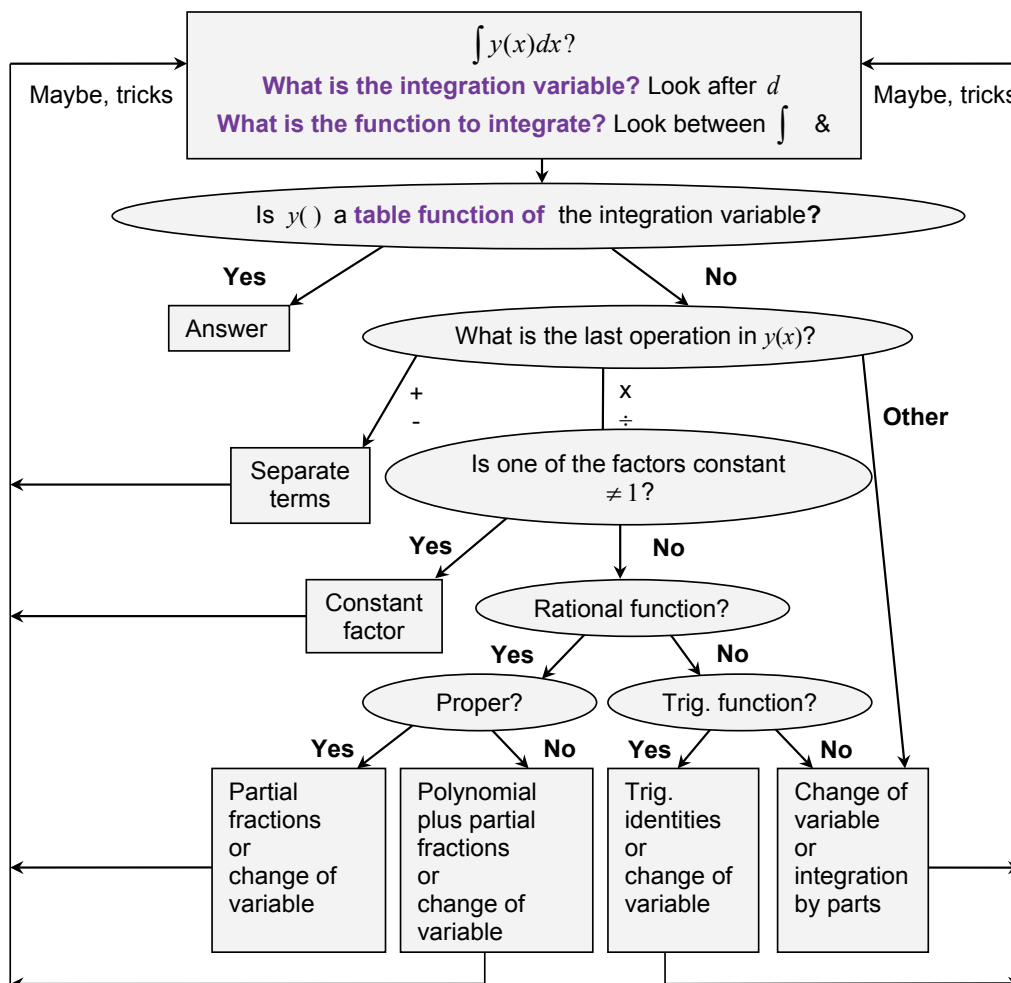 ∫ y(x)dx?
What is the integration variable? Look after d
What is the function to integrate? Look between ∫ &
Maybe, tricks
Maybe, tricks
Is y( ) a table function of the integration variable?
Yes
No
Answer
What is the last operation in y(x)?
+
-
x
÷
Other
Separate
terms
Is one of the factors constant
≠ 1?
Yes
No
Constant
factor
Rational function?
Yes
No
Proper?
Trig. function?
Yes
No
Yes
No
Partial
fractions
or
change of
variable
Polynomial
plus partial
fractions
or
change of
variable
Trig.
identities
or
change of
variable
Change of
variable
or
integration
by parts